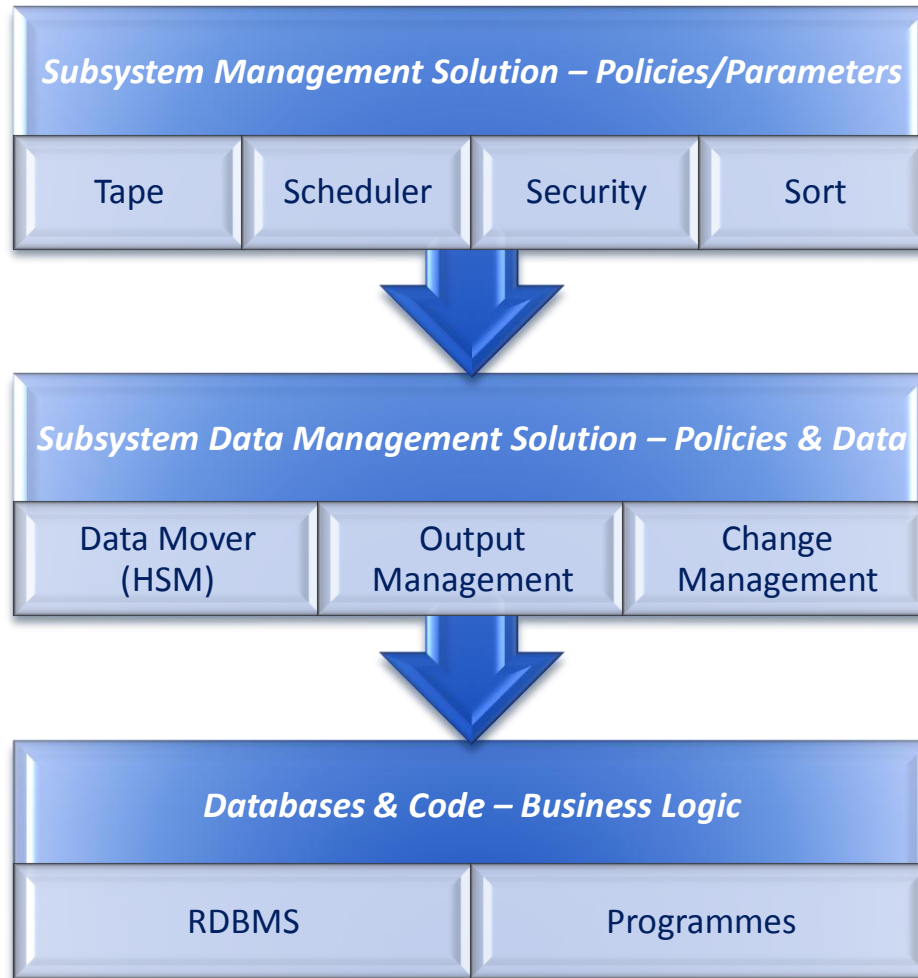 Subsystem Management Solution – Policies/Parameters
Tape
Scheduler
Security
Sort
Subsystem Data Management Solution – Policies & Data
Data Mover
(HSM)
Output
Management
Change
Management
Databases & Code – Business Logic
RDBMS
Programmes